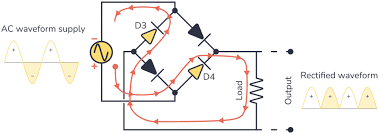 AC waveform supply
+
+
−
−
−
+
D3
D4
Load
+
−
Output
Rectified waveform
+ + + +